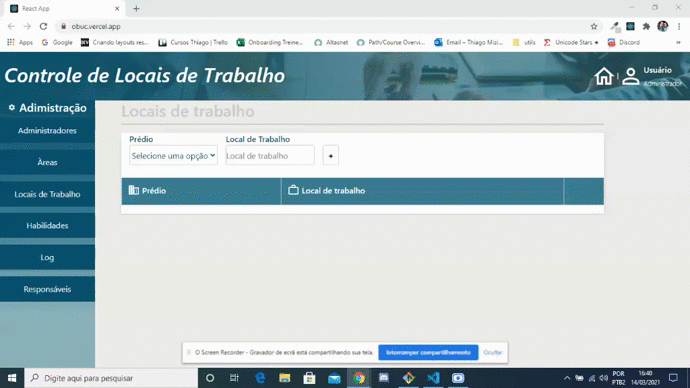 React App
obuc.vercel.app
Apps Google Criando layouts res... Cursos Thiago | Trello Onboarding Treine... Altasnet Path/Course Overvi... Email – Thiago Mizi... utils Unicode Stars ★ Discord
Controle de Locais de Trabalho
Usuário
Administrador
Adimistração
Administradores
Àreas
Locais de Trabalho
Habilidades
Log
Responsáveis
Locais de trabalho
Prédio Local de Trabalho
Selecione uma opção Local de trabalho +
Prédio Local de trabalho
O Screen Recorder - Gravador de ecrã está compartilhando sua tela. Interromper compartilhamento Ocultar
Digite aqui para pesquisar
POR 16:40
PTB2 14/03/2021